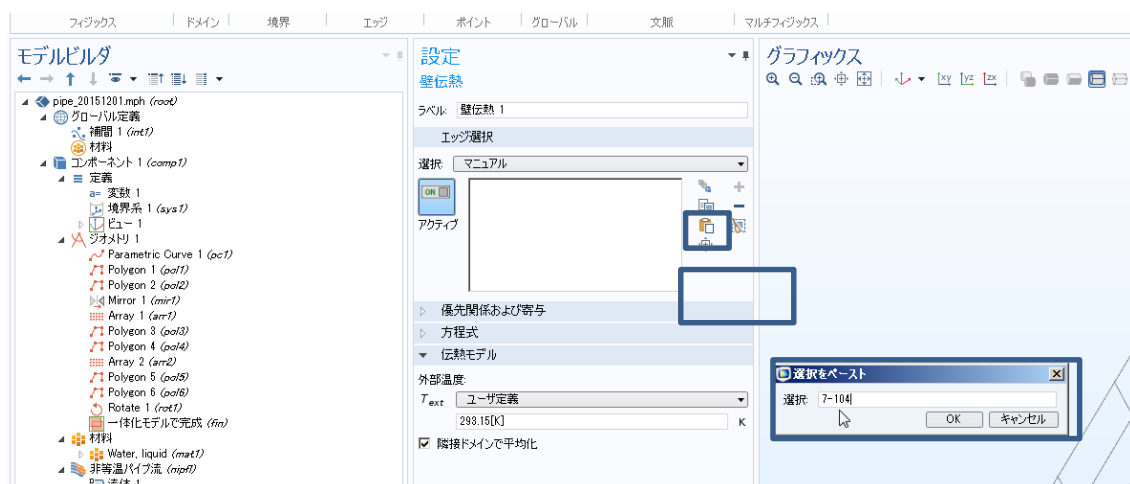 フィジックス ドメイン 境界 エッジ ポイント グローバル 文脈 マルチフィジックス
モデルビルダ
pipe_20151201.mph (root)
グローバル定義
補間 1 (int1)
材料
コンポーネント 1 (comp1)
定義
a= 変数 1
境界系 1 (sys1)
ビュー 1
ジオメトリ 1
Parametric Curve 1 (pc1)
Polygon 1 (pol1)
Polygon 2 (pol2)
Mirror 1 (mir1)
Array 1 (arr1)
Polygon 3 (pol3)
Polygon 4 (pol4)
Array 2 (arr2)
Polygon 5 (pol5)
Polygon 6 (pol6)
Rotate 1 (rot1)
一体化モデルで完成 (fin)
材料
Water, liquid (mat1)
非等温パイプ流 (nipfl)
流体 1
設定
壁伝熱
ラベル: 壁伝熱 1
エッジ選択
選択: マニュアル
ON
アクティブ
優先関係および寄与
方程式
伝熱モデル
外部温度:
Text ユーザ定義
293.15[K] K
隣接ドメインで平均化
グラフィックス
xy yz zx
選択をペースト
選択: 7-104
OK キャンセル